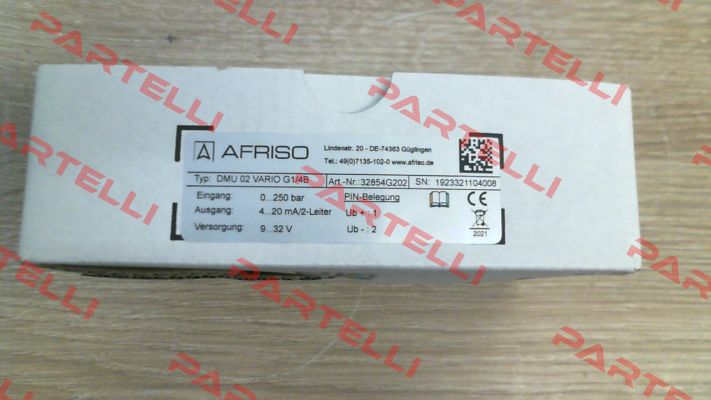 AFRISO
Lindenstr. 20 - DE-74363 Güglingen
Tel.: 49(0)7135-102-0 www.afriso.de
Typ: DMU 02 VARIO G1/4B Art.-Nr.: 32854G202 SN: 1923321104008
Eingang: 0...250 bar PIN-Belegung
Ausgang: 4...20 mA/2-Leiter Ub + : 1
Versorgung: 9...32 V Ub - : 2
CE
2021
PARTELLI
PARTELLI
PARTELLI
PARTELLI
PARTELLI
PARTELLI
PARTELLI
PARTELLI